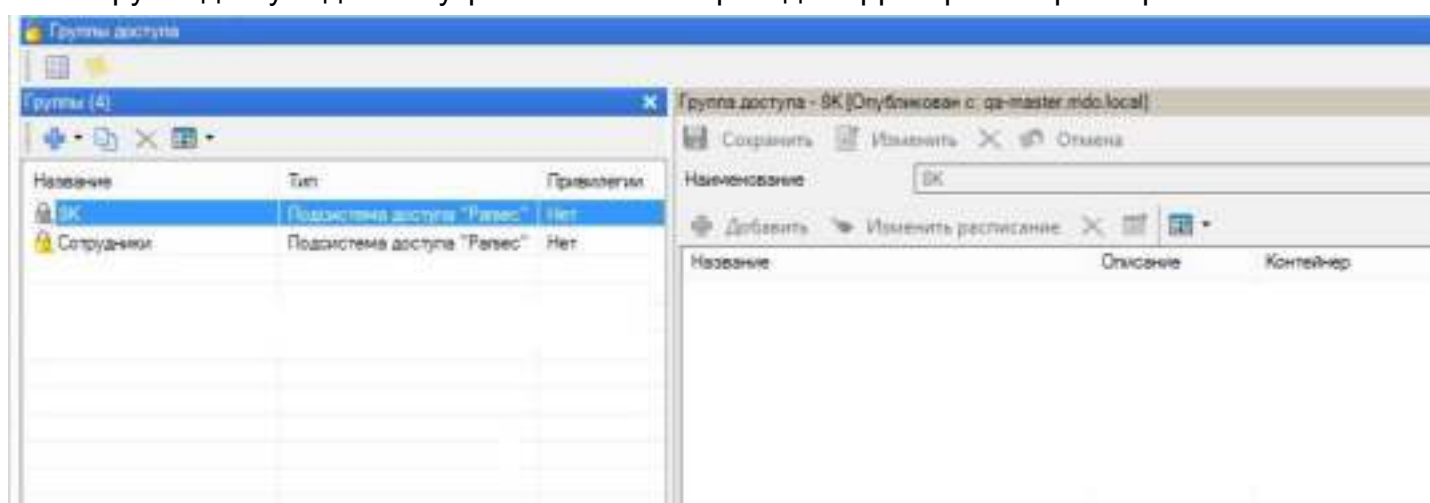 Группы доступа
Группы (4)
Группа доступа - SK [Опубликован с: qa-master.mdo.local]
Сохранить Изменить Отмена
Название Тип Привилегии
Наименование SK
SK Подсистема доступа "Parsec" Нет
Сотрудники Подсистема доступа "Parsec" Нет
Добавить Изменить расписание
Название Описание Контейнер